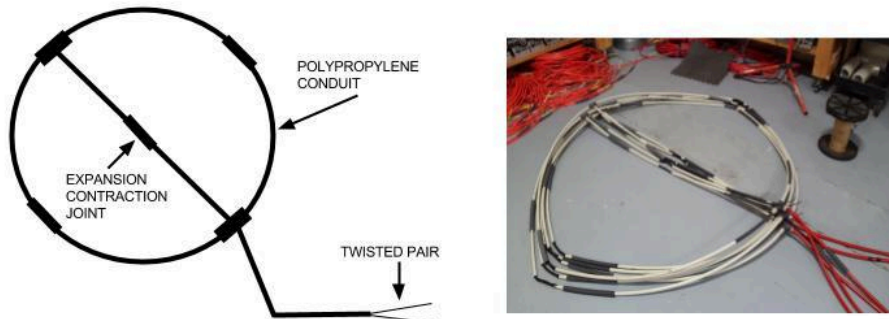 POLYPROPYLENE
CONDUIT
EXPANSION
CONTRACTION
JOINT
TWISTED PAIR